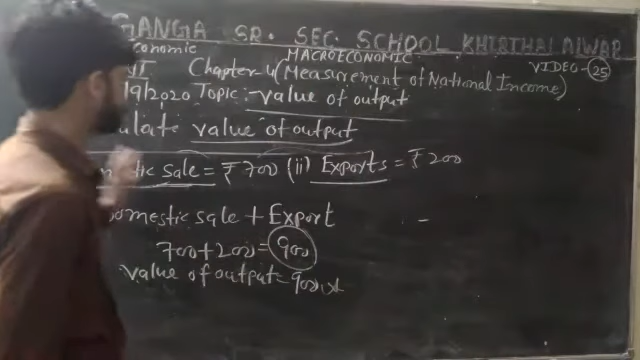 GANGA SR. SEC. SCHOOL KHISTHAL ALWAR
conomic MACROECONOMIC VIDEO-25
Chapter-4 (Measurement of National Income)
19/2020 Topic:- value of output
ulate value of output
estic sale = ₹700 (ii) Exports = ₹200
omestic sale + Export
700+200=900
value of output=900